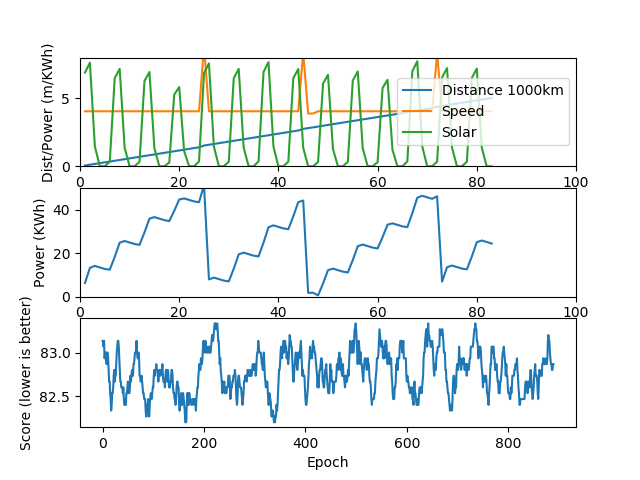 Dist/Power (m/KWh)
5
0
Distance 1000km
Speed
Solar
0 20 40 60 80 100
Power (KWh)
40
20
0
0 20 40 60 80 100
Score (lower is better)
83.0
82.5
0 200 400 600 800
Epoch